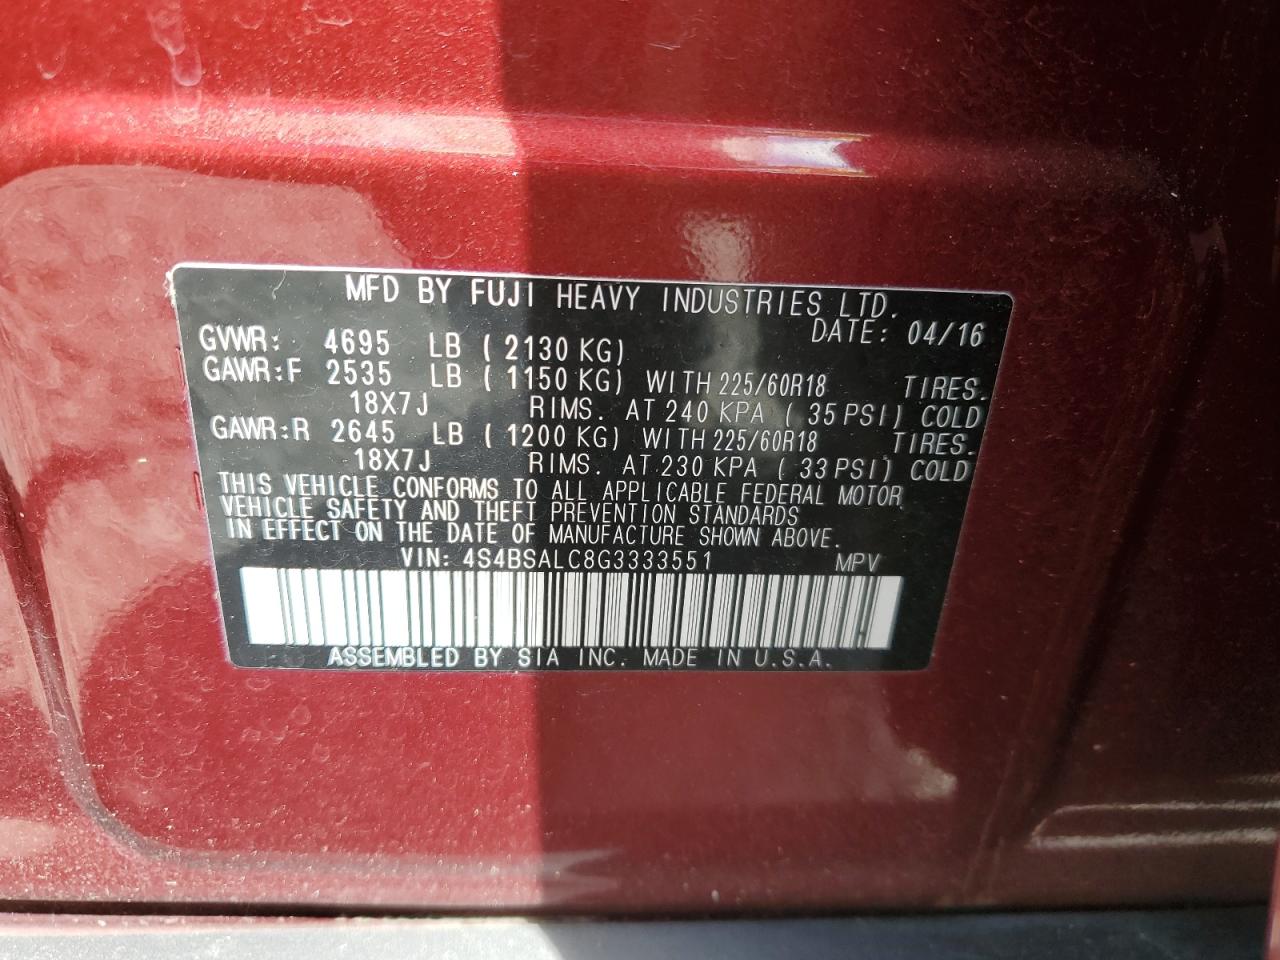 MFD BY FUJI HEAVY INDUSTRIES LTD.
DATE: 04/16
GVWR: 4695 LB (2130 KG)
GAWR:F 2535 LB (1150 KG) WITH 225/60R18 TIRES.
18X7J RIMS. AT 240 KPA (35 PSI) COLD
GAWR:R 2645 LB (1200 KG) WITH 225/60R18 TIRES.
18X7J RIMS. AT 230 KPA (33 PSI) COLD
THIS VEHICLE CONFORMS TO ALL APPLICABLE FEDERAL MOTOR
VEHICLE SAFETY AND THEFT PREVENTION STANDARDS
IN EFFECT ON THE DATE OF MANUFACTURE SHOWN ABOVE.
VIN: 4S4BSALC8G3333551 MPV
ASSEMBLED BY SIA INC. MADE IN U.S.A.